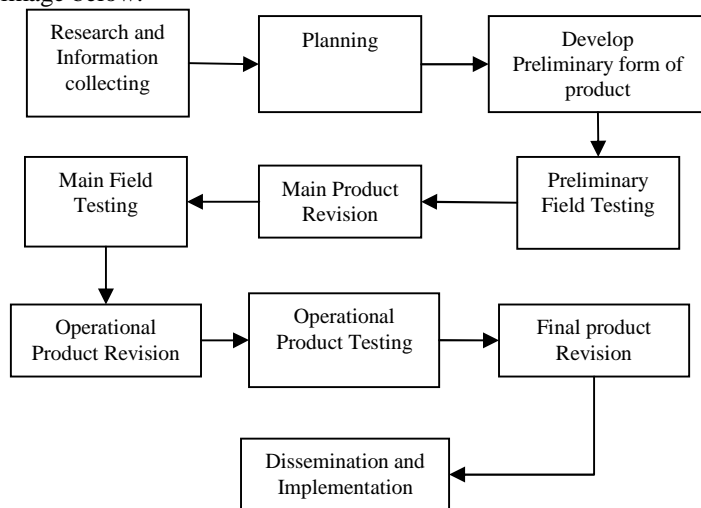 image below.
Research and
Information
collecting
Planning
Develop
Preliminary form of
product
Main Field
Testing
Main Product
Revision
Preliminary
Field Testing
Operational
Product Revision
Operational
Product Testing
Final product
Revision
Dissemination and
Implementation